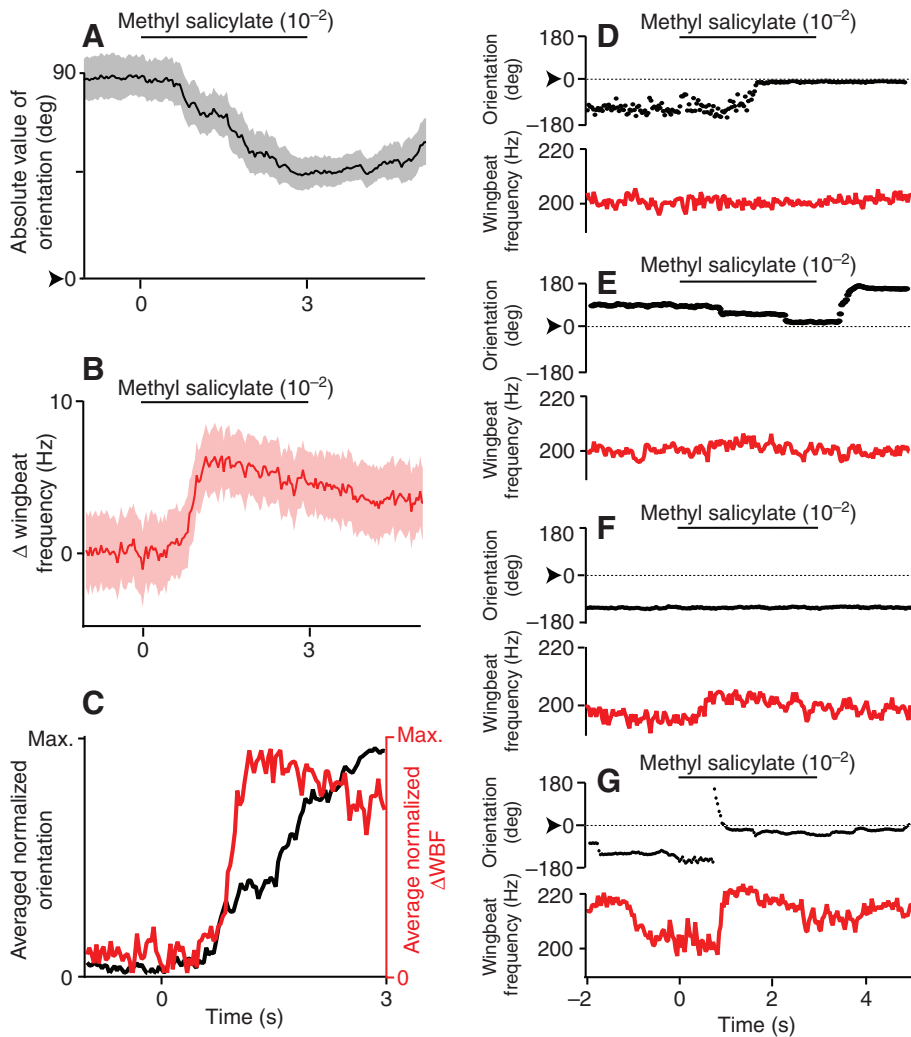 A
Methyl salicylate (10⁻²)
Absolute value of
orientation (deg)
90
0
0
3
B
Methyl salicylate (10⁻²)
Δ wingbeat
frequency (Hz)
10
0
0
3
C
Averaged normalized
orientation
Max.
0
Max.
0
Average normalized
ΔWBF
0
3
Time (s)
D
Methyl salicylate (10⁻²)
Orientation
(deg)
180
0
–180
Wingbeat
frequency (Hz)
220
200
E
Methyl salicylate (10⁻²)
Orientation
(deg)
180
0
–180
Wingbeat
frequency (Hz)
220
200
F
Methyl salicylate (10⁻²)
Orientation
(deg)
180
0
–180
Wingbeat
frequency (Hz)
220
200
G
Methyl salicylate (10⁻²)
Orientation
(deg)
180
0
–180
Wingbeat
frequency (Hz)
220
200
–2
0
2
4
Time (s)